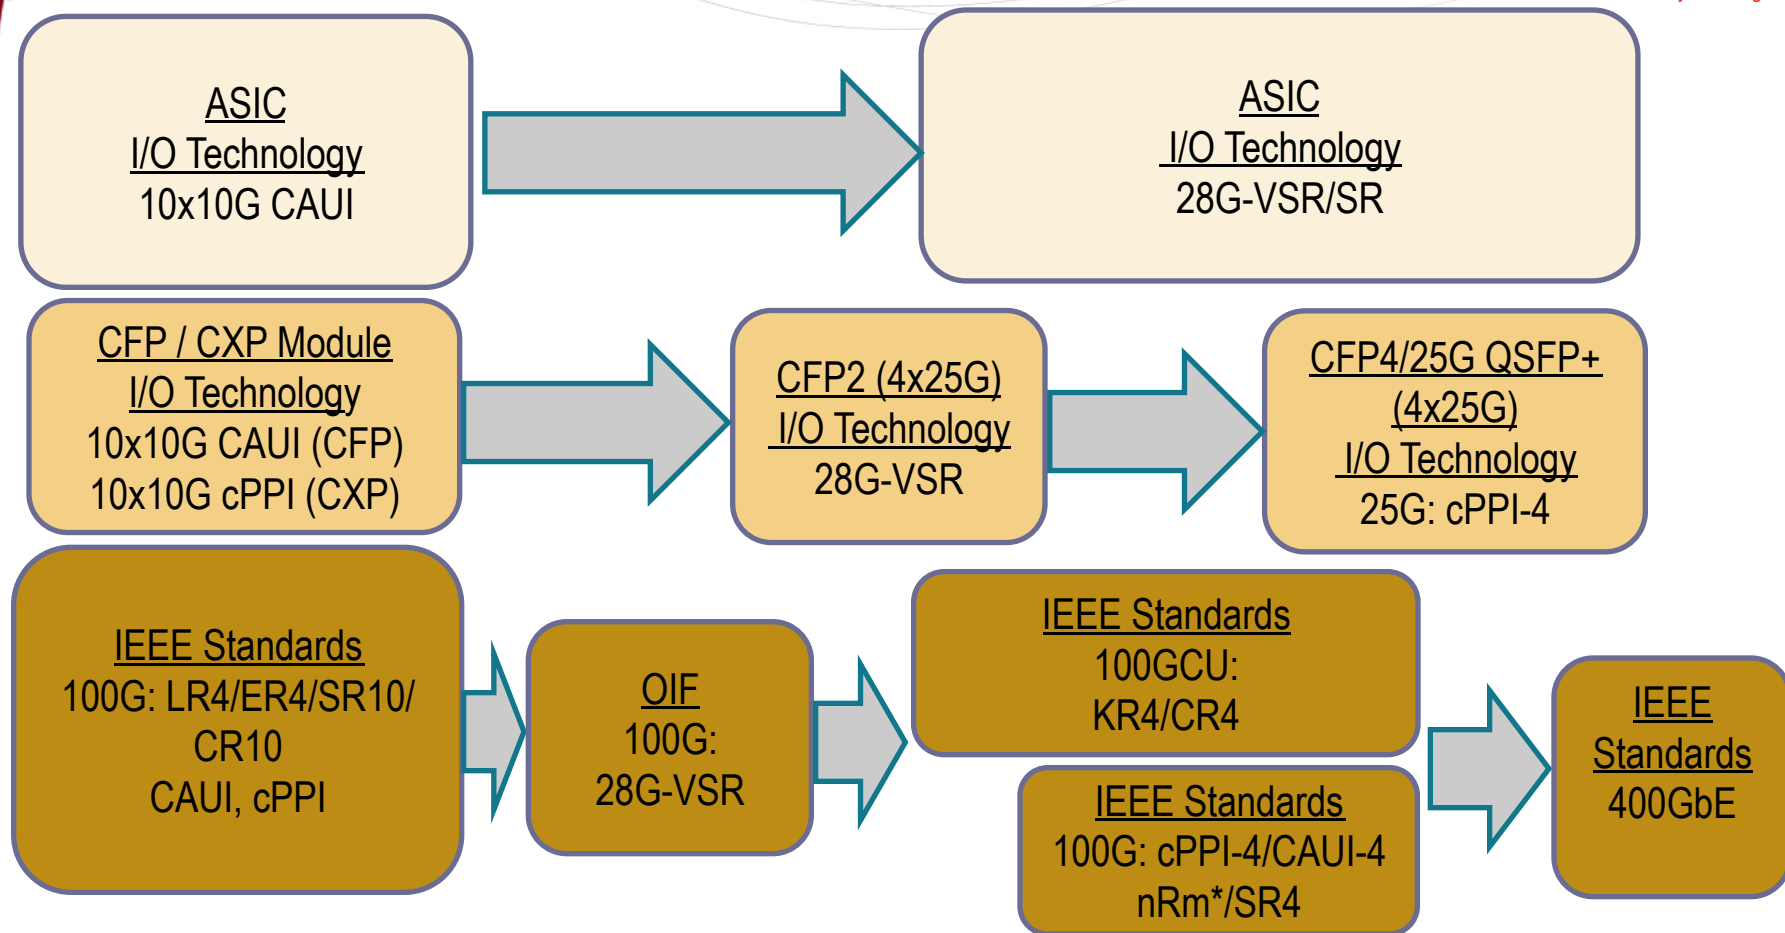 ASIC
I/O Technology
10x10G CAUI
ASIC
I/O Technology
28G-VSR/SR
CFP / CXP Module
I/O Technology
10x10G CAUI (CFP)
10x10G cPPI (CXP)
CFP2 (4x25G)
I/O Technology
28G-VSR
CFP4/25G QSFP+
(4x25G)
I/O Technology
25G: cPPI-4
IEEE Standards
100G: LR4/ER4/SR10/
CR10
CAUI, cPPI
OIF
100G:
28G-VSR
IEEE Standards
100GCU:
KR4/CR4
IEEE Standards
100G: cPPI-4/CAUI-4
nRm*/SR4
IEEE
Standards
400GbE